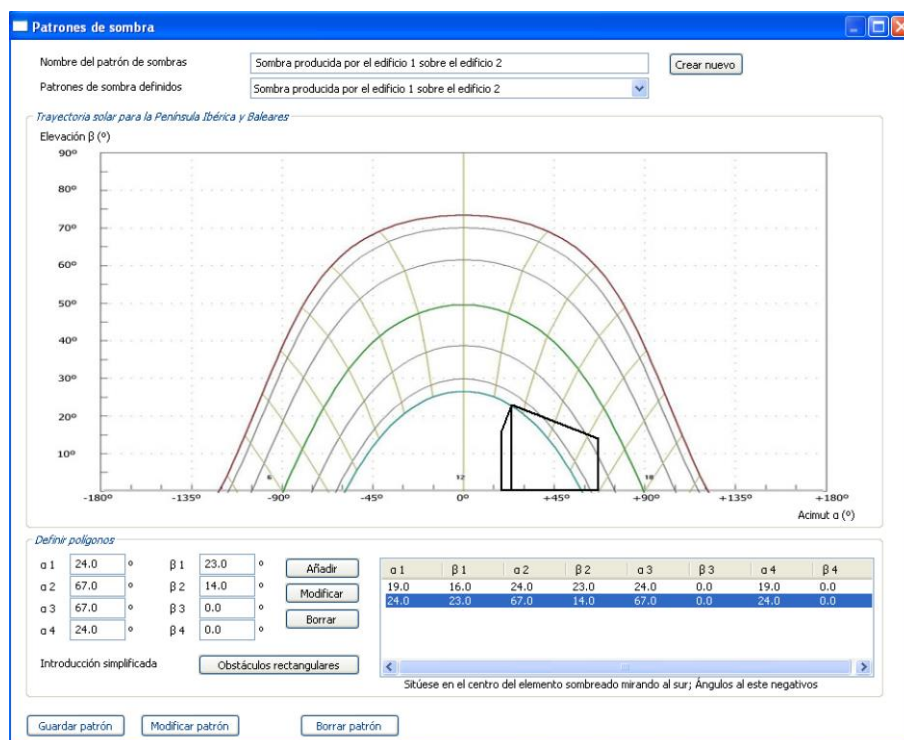 Patrones de sombra
Nombre del patrón de sombras
Sombra producida por el edificio 1 sobre el edificio 2
Crear nuevo
Patrones de sombra definidos
Sombra producida por el edificio 1 sobre el edificio 2
Trayectoria solar para la Península Ibérica y Baleares
Elevación β (º)
90º
80º
70º
60º
50º
40º
30º
20º
10º
6 12 18
-180º -135º -90º -45º 0º +45º +90º +135º +180º
Acimut α (º)
Definir polígonos
α 1 24.0 º β 1 23.0 º Añadir
α 2 67.0 º β 2 14.0 º Modificar
α 3 67.0 º β 3 0.0 º Borrar
α 4 24.0 º β 4 0.0 º
Introducción simplificada Obstáculos rectangulares
α 1 β 1 α 2 β 2 α 3 β 3 α 4 β 4
19.0 16.0 24.0 23.0 24.0 0.0 19.0 0.0
24.0 23.0 67.0 14.0 67.0 0.0 24.0 0.0
Sitúese en el centro del elemento sombreado mirando al sur; Ángulos al este negativos
Guardar patrón Modificar patrón Borrar patrón